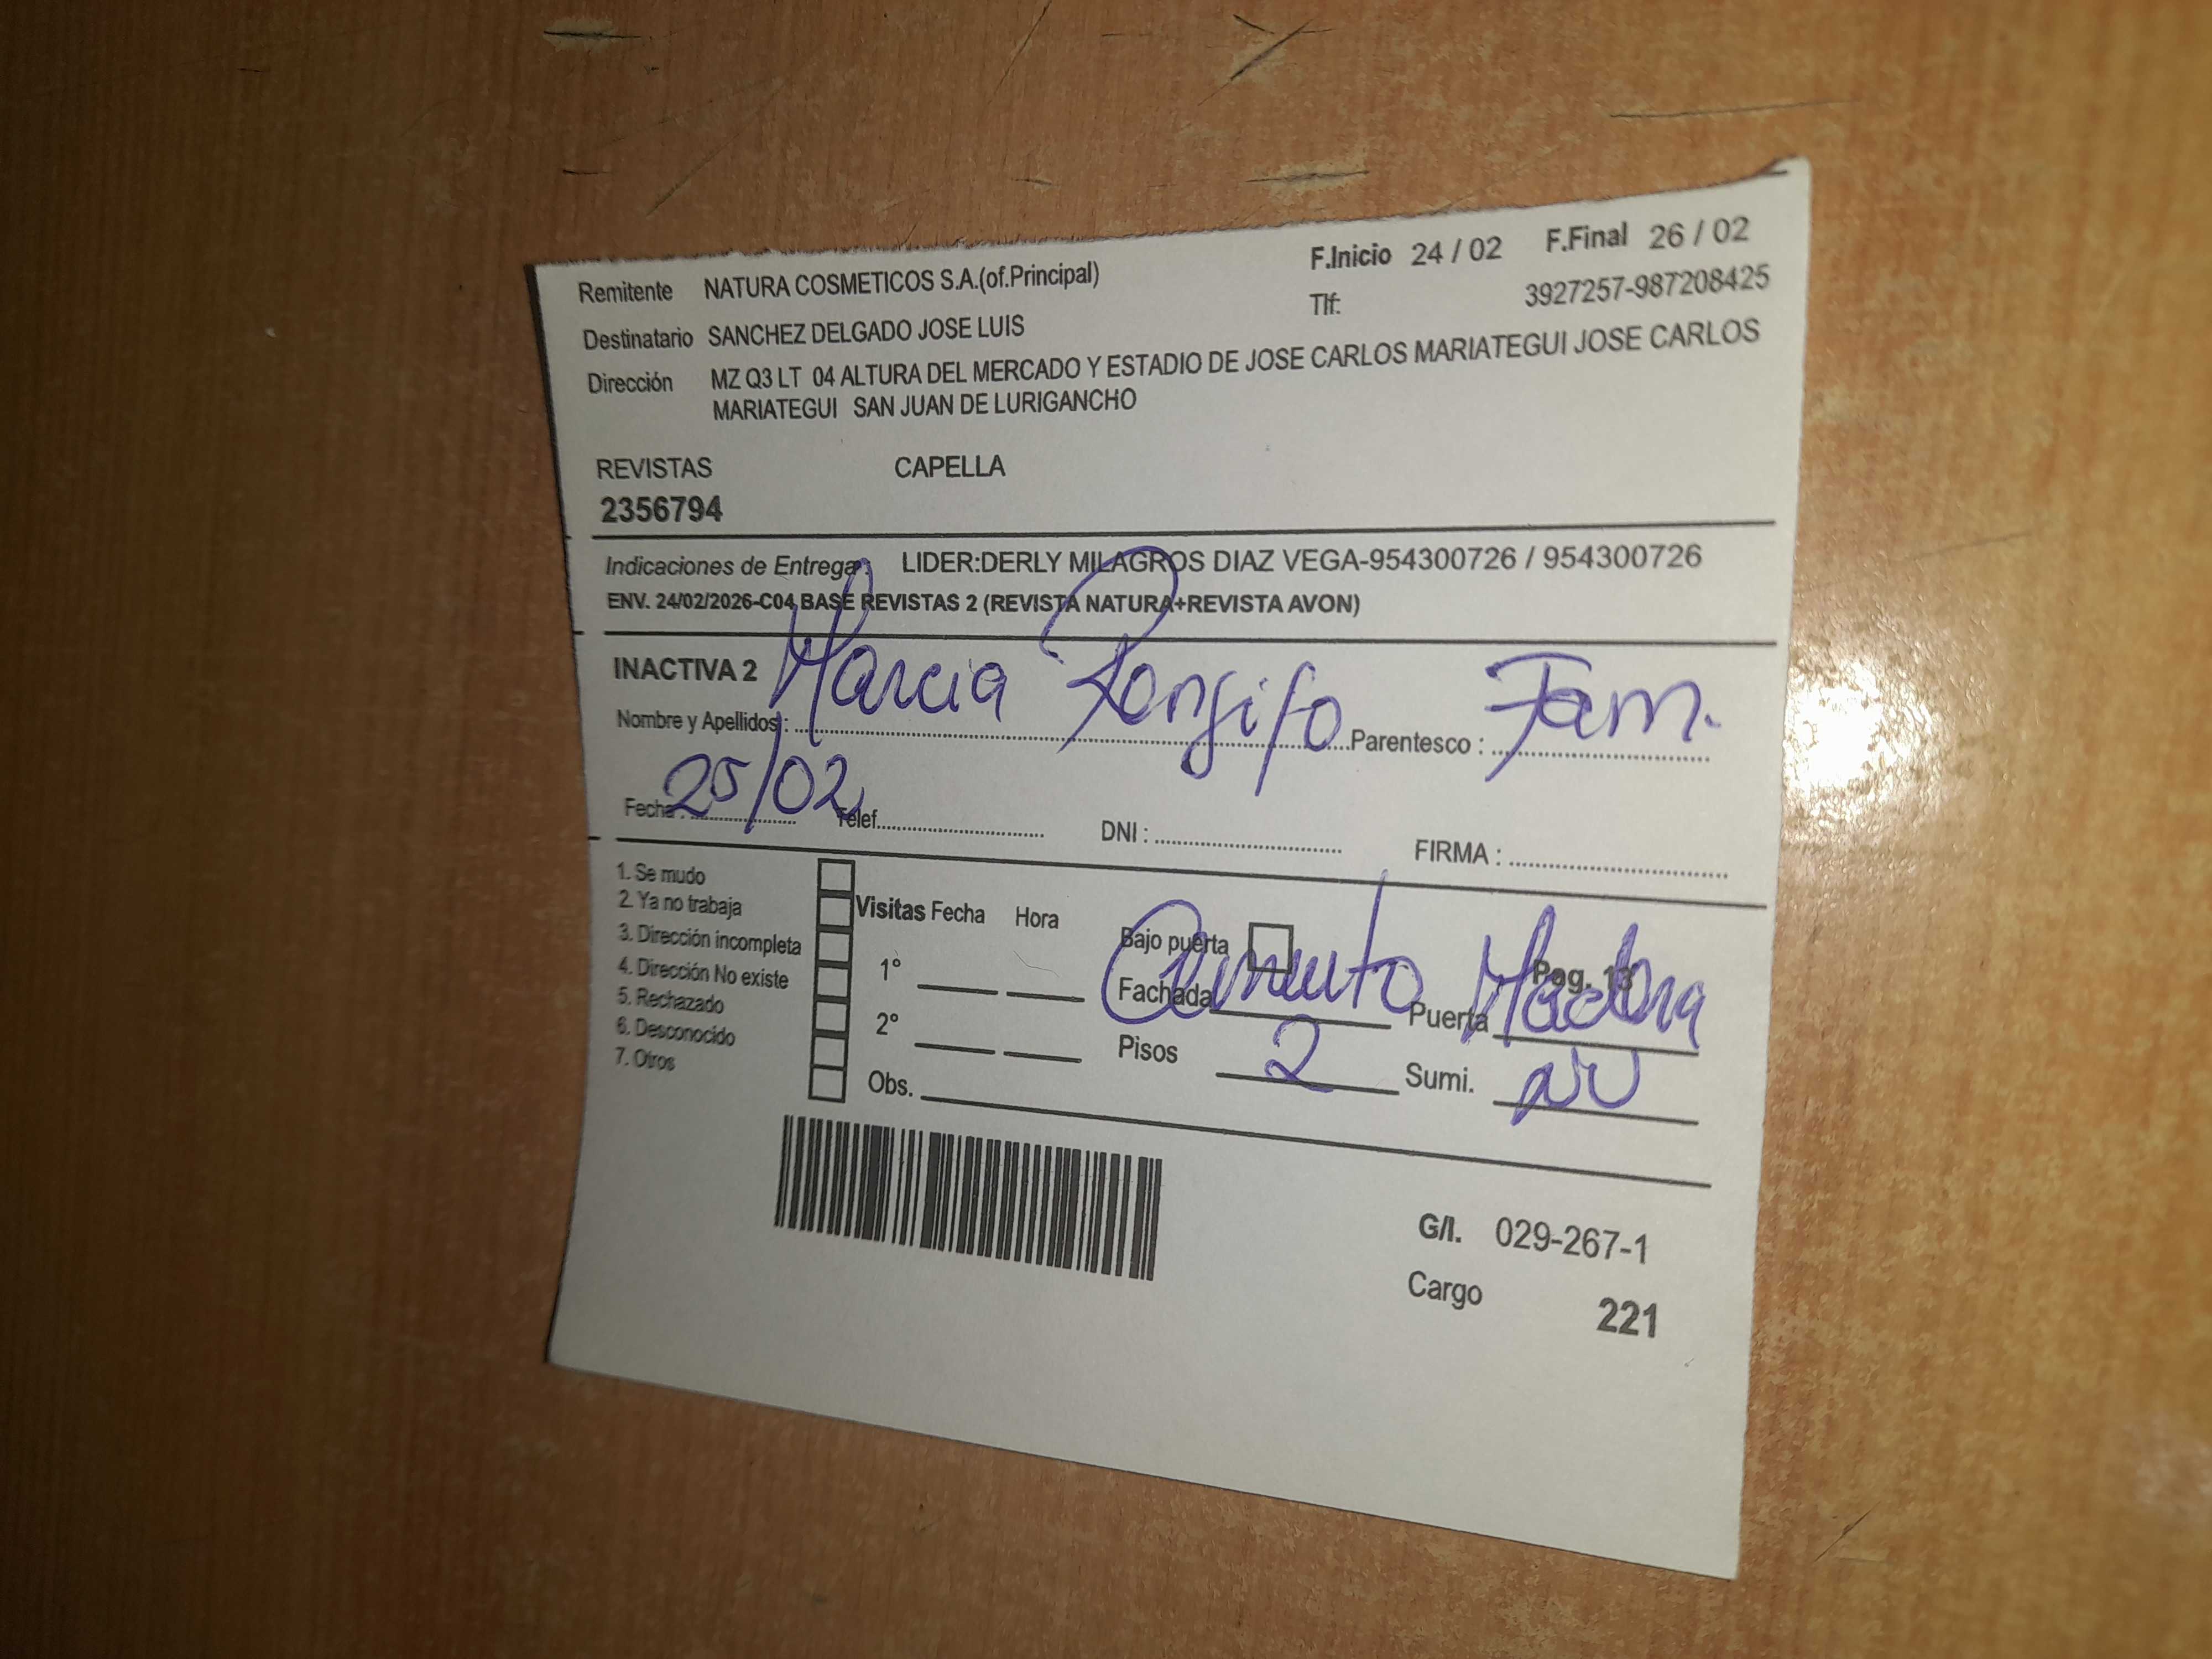 Remitente NATURA COSMETICOS S.A.(of.Principal) F.Inicio 24 / 02 F.Final 26 / 02
Destinatario SANCHEZ DELGADO JOSE LUIS Tlf: 3927257-987208425
Dirección MZ Q3 LT 04 ALTURA DEL MERCADO Y ESTADIO DE JOSE CARLOS MARIATEGUI JOSE CARLOS
MARIATEGUI SAN JUAN DE LURIGANCHO
REVISTAS CAPELLA
2356794
Indicaciones de Entrega: LIDER:DERLY MILAGROS DIAZ VEGA-954300726 / 954300726
ENV. 24/02/2026-C04 BASE REVISTAS 2 (REVISTA NATURA+REVISTA AVON)
INACTIVA 2
Nombre y Apellidos : Marcia Rengifo Parentesco : Fam.
Fecha : 25/02 Telef. DNI : FIRMA :
1. Se mudo
2. Ya no trabaja
3. Dirección incompleta
4. Dirección No existe
5. Rechazado
6. Desconocido
7. Otros
Visitas Fecha Hora
1°
2°
Obs.
Bajo puerta Pog. 13
Fachada Cemento Puerta Madera
Pisos 2 Sumi.
G/I. 029-267-1
Cargo 221